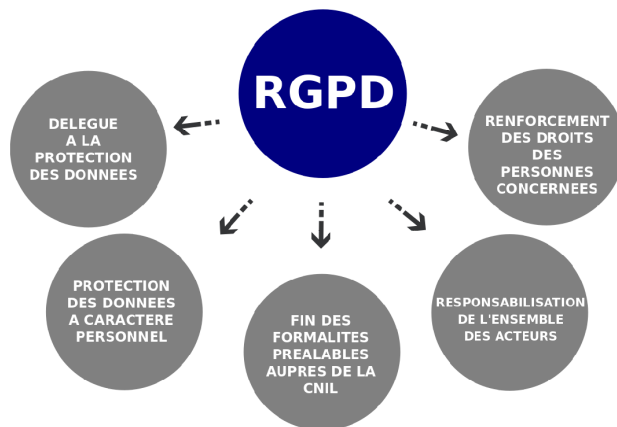 RGPD
DELEGUE
A LA
PROTECTION
DES DONNEES
RENFORCEMENT
DES DROITS
DES
PERSONNES
CONCERNEES
PROTECTION
DES DONNEES
A CARACTERE
PERSONNEL
FIN DES
FORMALITES
PREALABLES
AUPRES DE LA
CNIL
RESPONSABILISATION
DE L'ENSEMBLE
DES ACTEURS